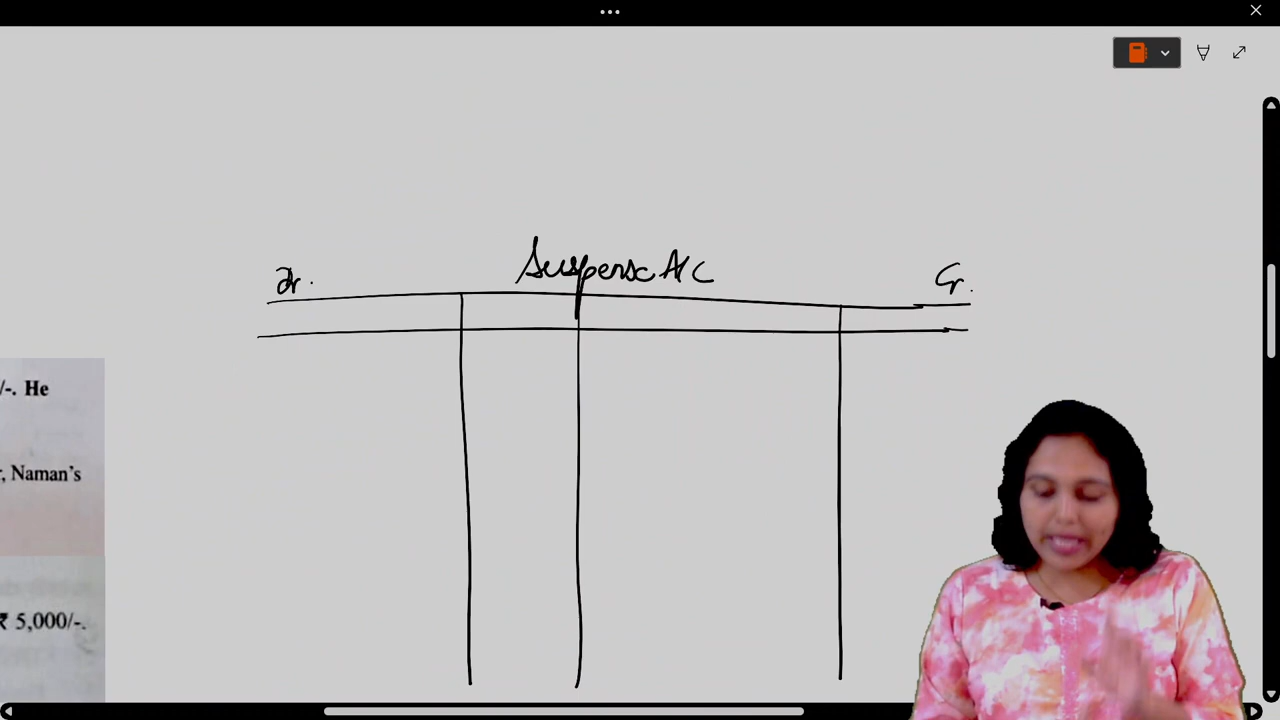 Suspense A/C
Dr. Cr.
/-. He
, Naman's
₹ 5,000/-.